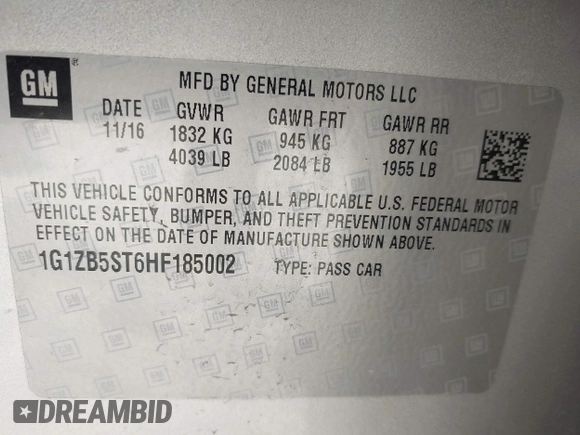 GM
MFD BY GENERAL MOTORS LLC
DATE GVWR GAWR FRT GAWR RR
11/16 1832 KG 945 KG 887 KG
4039 LB 2084 LB 1955 LB
THIS VEHICLE CONFORMS TO ALL APPLICABLE U.S. FEDERAL MOTOR
VEHICLE SAFETY, BUMPER, AND THEFT PREVENTION STANDARDS IN
EFFECT ON THE DATE OF MANUFACTURE SHOWN ABOVE.
1G1ZB5ST6HF185002 TYPE: PASS CAR
DREAMBID